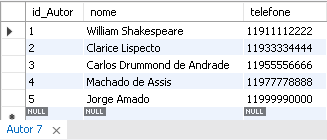 id_Autor nome telefone
1 William Shakespeare 11911112222
2 Clarice Lispecto 11933334444
3 Carlos Drummond de Andrade 11955556666
4 Machado de Assis 11977778888
5 Jorge Amado 11999990000
NULL NULL NULL
Autor 7